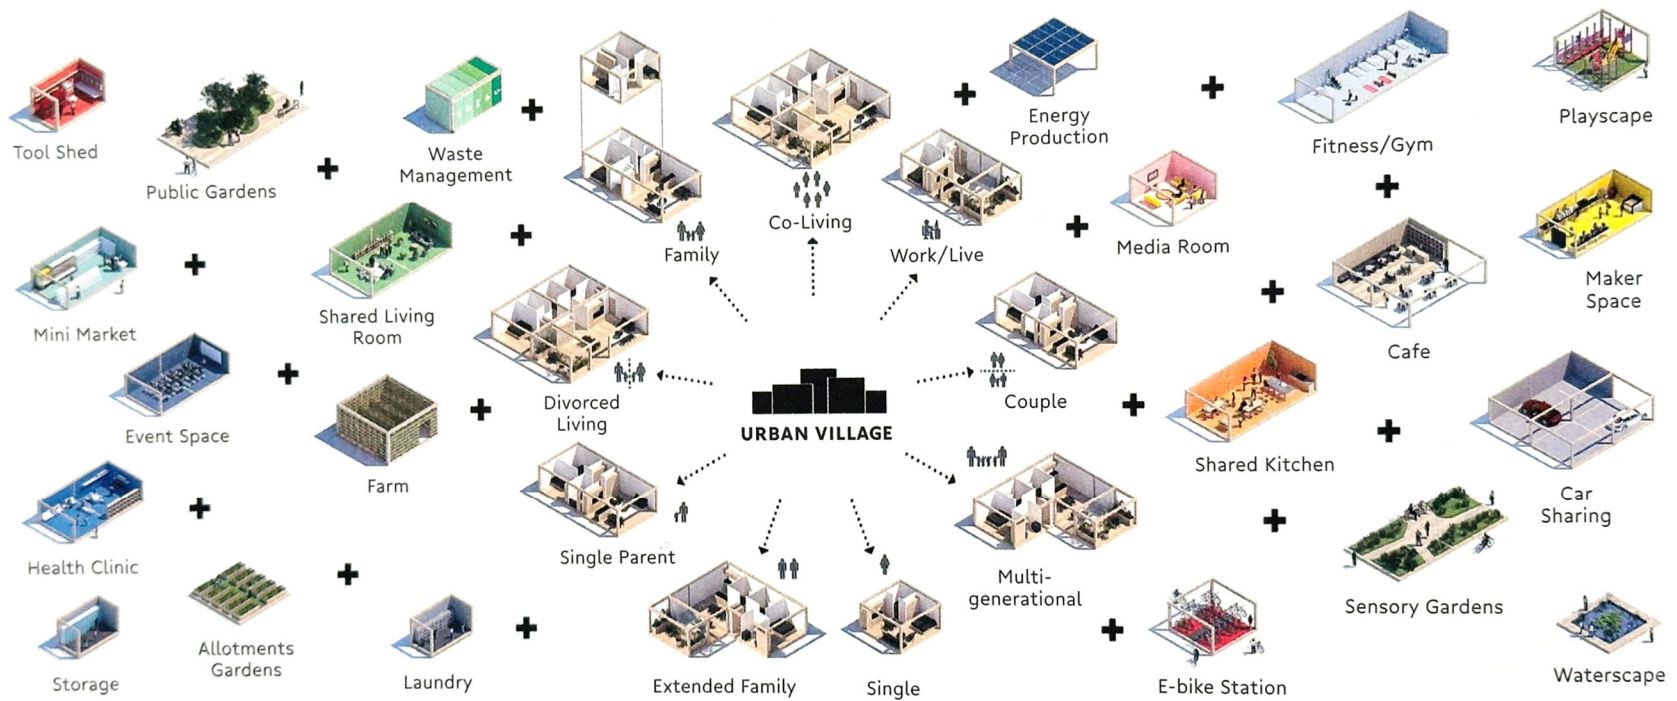 Tool Shed
Public Gardens
Waste
Management
Family
Co-Living
Work/Live
Energy
Production
Media Room
Fitness/Gym
Playscape
Mini Market
Shared Living
Room
Divorced
Living
URBAN VILLAGE
Couple
Cafe
Maker
Space
Event Space
Farm
Single Parent
Multi-
generational
Shared Kitchen
Car
Sharing
Health Clinic
Allotments
Gardens
Sensory Gardens
Storage
Laundry
Extended Family
Single
E-bike Station
Waterscape